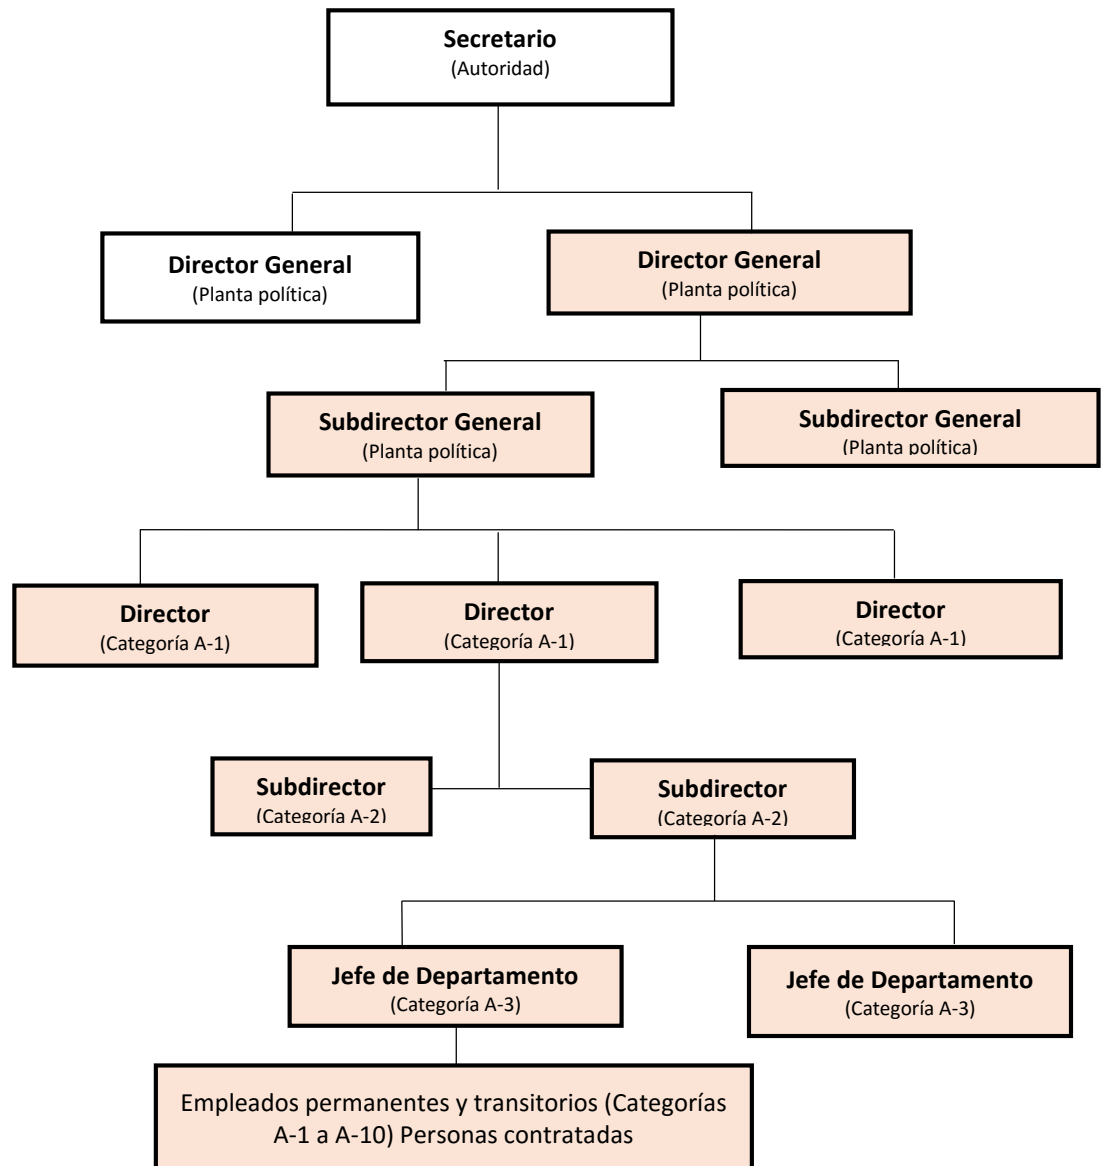 Secretario
(Autoridad)
Director General
(Planta política)
Director General
(Planta política)
Subdirector General
(Planta política)
Subdirector General
(Planta política)
Director
(Categoría A-1)
Director
(Categoría A-1)
Director
(Categoría A-1)
Subdirector
(Categoría A-2)
Subdirector
(Categoría A-2)
Jefe de Departamento
(Categoría A-3)
Jefe de Departamento
(Categoría A-3)
Empleados permanentes y transitorios (Categorías
A-1 a A-10) Personas contratadas